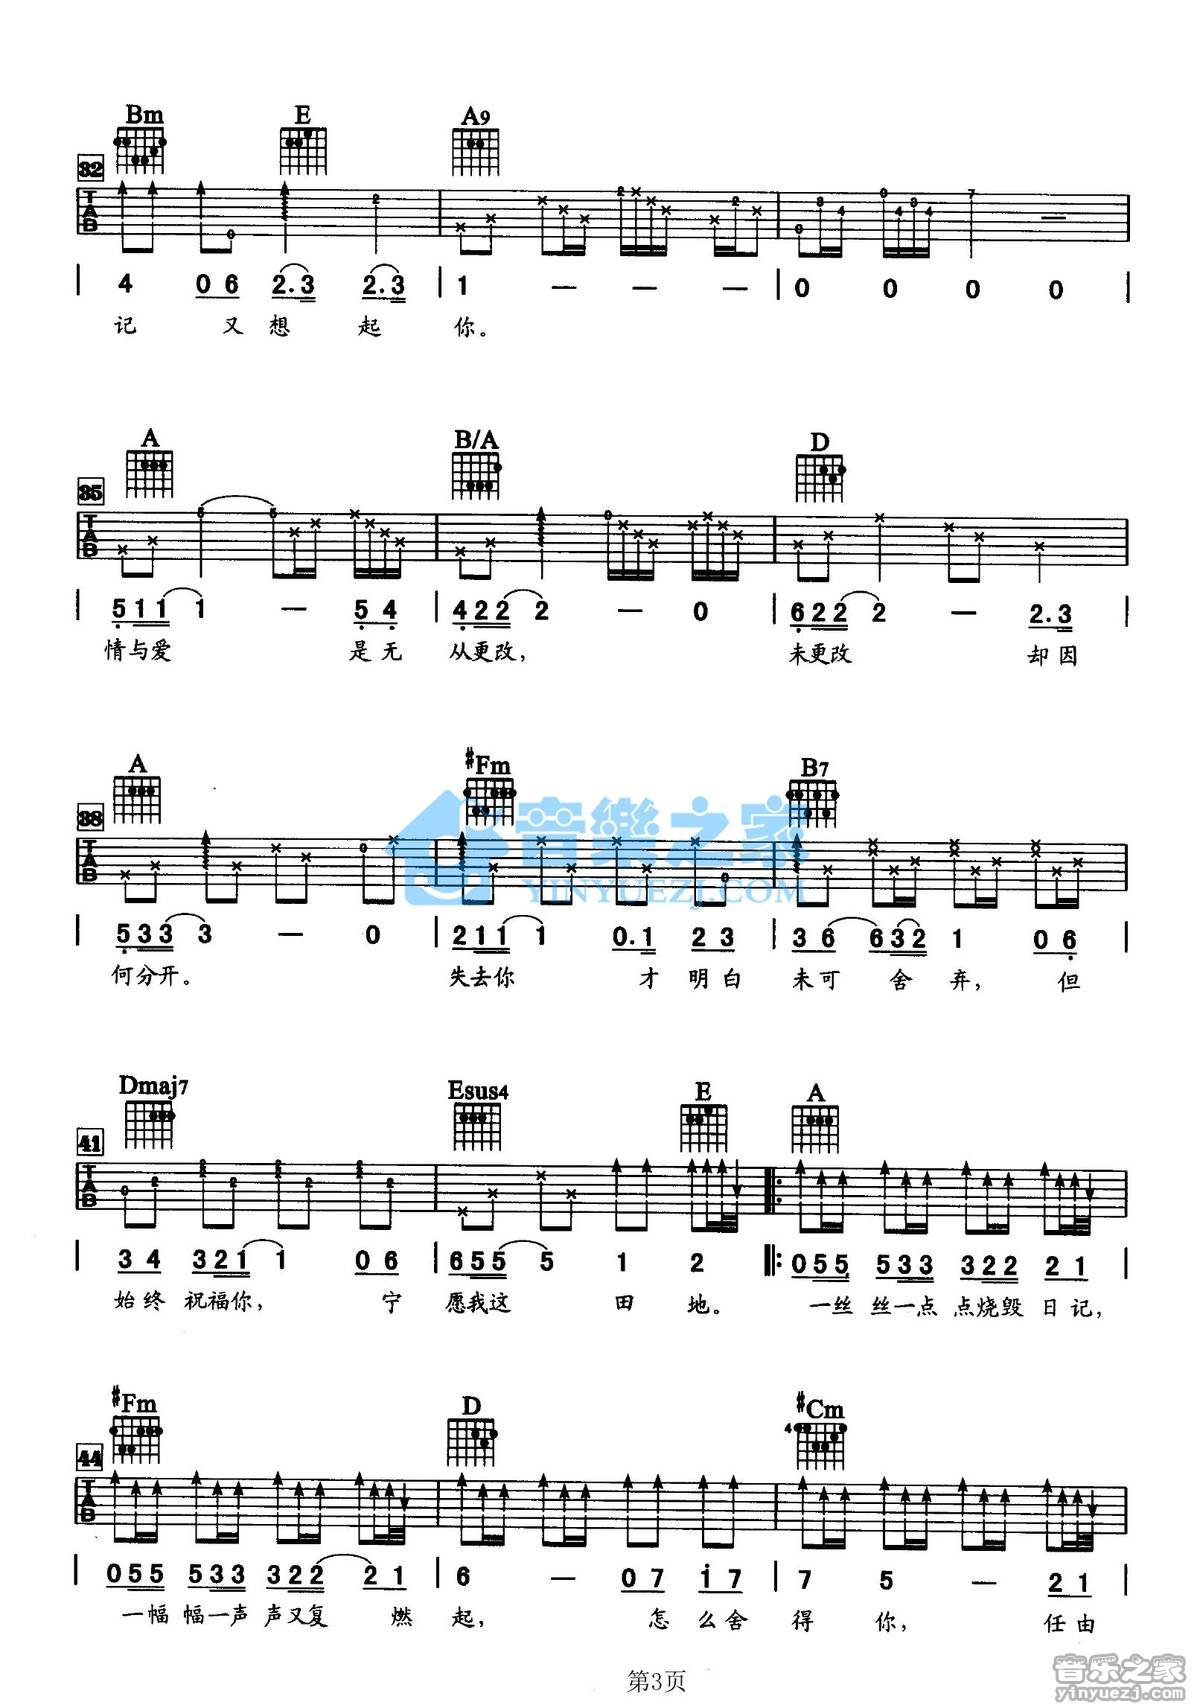 Bm E A9
32
4 0 6 2.3 2.3 | 1 — — — | 0 0 0 0
记 又 想 起 你。
A B/A D
35
5 1 1 1 — 5 4 | 4 2 2 2 — 0 | 6 2 2 2 — 2.3
情与爱 是无 从更改, 未更改 却因
A #Fm B7
38
5 3 3 3 — 0 | 2 1 1 1 0.1 2 3 | 3 6 6 3 2 1 0 6
何分开。 失去你 才 明白 未可 舍 弃, 但
音樂之家
YINYUEZJ.COM
Dmaj7 Esus4 E A
41
3 4 3 2 1 1 0 6 | 6 5 5 5 1 2 |: 0 5 5 5 3 3 3 2 2 2 1
始终 祝福你, 宁 愿我这 田 地。 一丝 丝一点 点烧毁 日记,
#Fm D #Cm
4
44
0 5 5 5 3 3 3 2 2 2 1 | 6 — 0 7 1 7 | 7 5 — 2 1
一幅 幅一声 声又复 燃 起, 怎么舍 得 你, 任由
第3页
音乐之家
yinyuezj.com